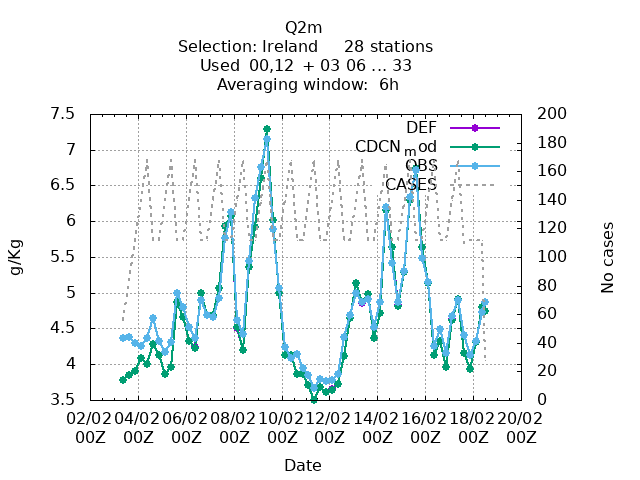 Q2m
Selection: Ireland 28 stations
Used 00,12 + 03 06 ... 33
Averaging window: 6h
DEF
CDCN_mod
OBS
CASES
g/Kg
7.5
7
6.5
6
5.5
5
4.5
4
3.5
No cases
200
180
160
140
120
100
80
60
40
20
0
02/02 04/02 06/02 08/02 10/02 12/02 14/02 16/02 18/02 20/02
00Z 00Z 00Z 00Z 00Z 00Z 00Z 00Z 00Z 00Z
Date